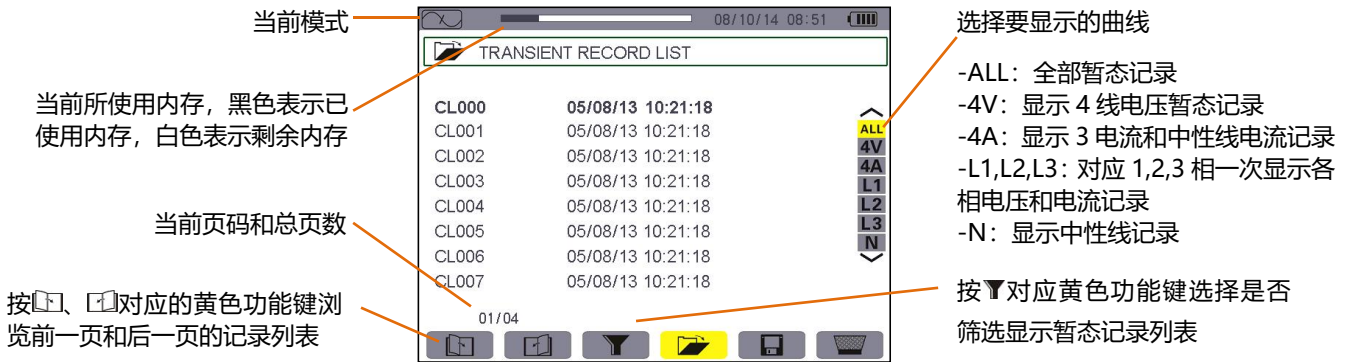 当前模式
当前所使用内存，黑色表示已
使用内存，白色表示剩余内存
当前页码和总页数
按、对应的黄色功能键浏
览前一页和后一页的记录列表
08/10/14 08:51
TRANSIENT RECORD LIST
CL000 05/08/13 10:21:18
CL001 05/08/13 10:21:18
CL002 05/08/13 10:21:18
CL003 05/08/13 10:21:18
CL004 05/08/13 10:21:18
CL005 05/08/13 10:21:18
CL006 05/08/13 10:21:18
CL007 05/08/13 10:21:18
01/04
ALL
4V
4A
L1
L2
L3
N
选择要显示的曲线
-ALL：全部暂态记录
-4V：显示 4 线电压暂态记录
-4A：显示 3 电流和中性线电流记录
-L1,L2,L3：对应 1,2,3 相一次显示各
相电压和电流记录
-N：显示中性线记录
按对应黄色功能键选择是否
筛选显示暂态记录列表